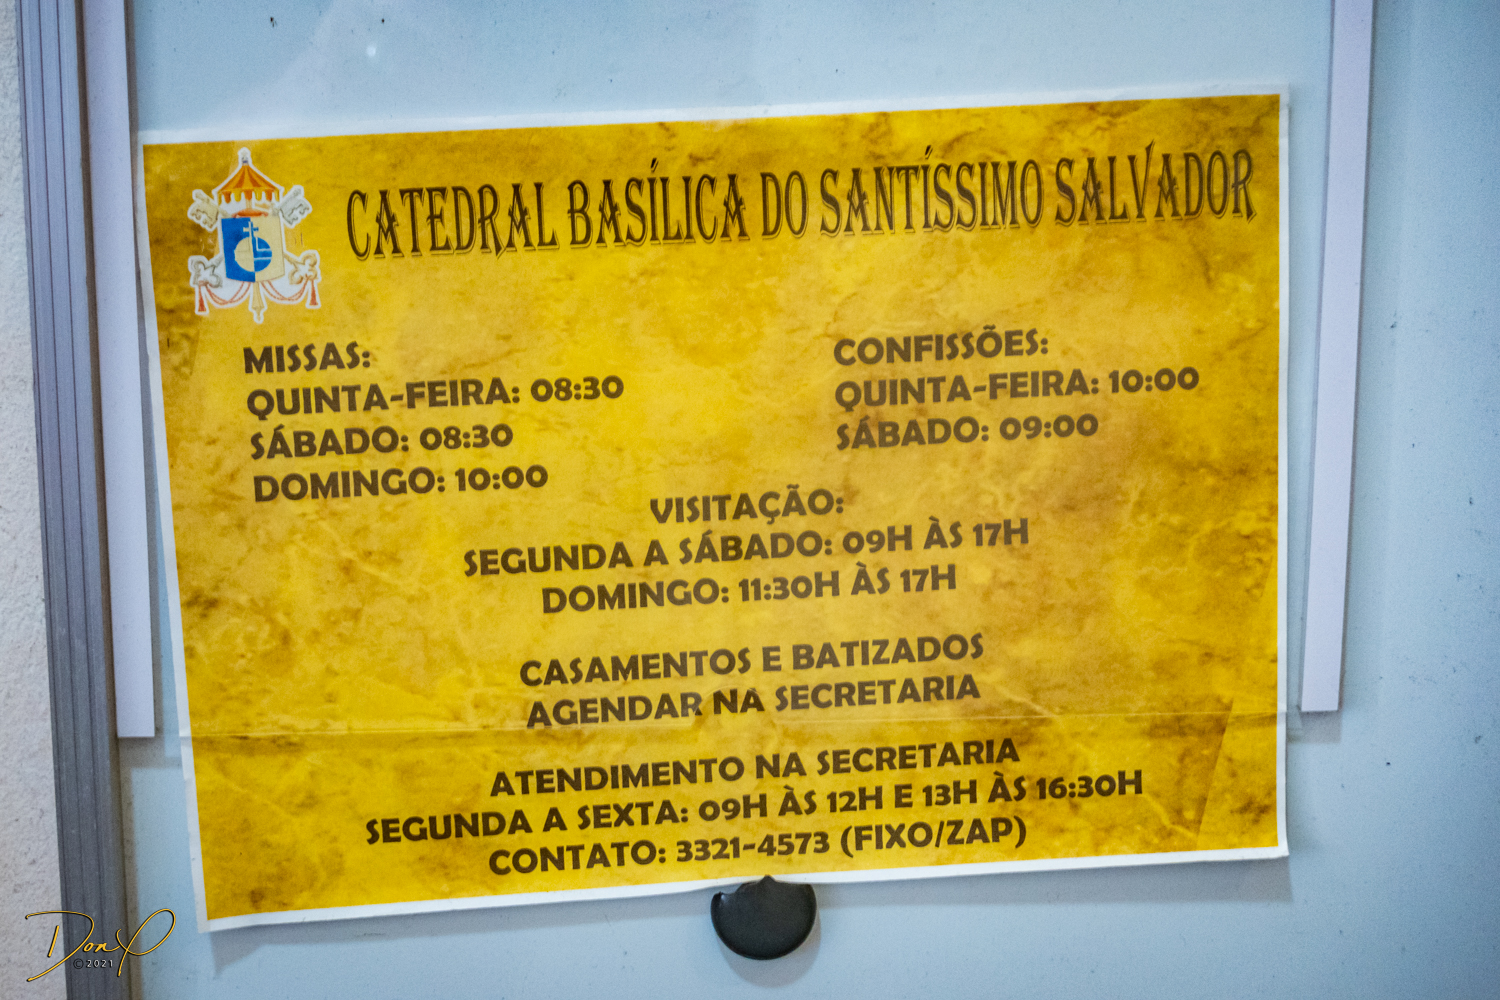 CATEDRAL BASÍLICA DO SANTÍSSIMO SALVADOR
MISSAS:
QUINTA-FEIRA: 08:30
SÁBADO: 08:30
DOMINGO: 10:00
CONFISSÕES:
QUINTA-FEIRA: 10:00
SÁBADO: 09:00
VISITAÇÃO:
SEGUNDA A SÁBADO: 09H ÀS 17H
DOMINGO: 11:30H ÀS 17H
CASAMENTOS E BATIZADOS
AGENDAR NA SECRETARIA
ATENDIMENTO NA SECRETARIA
SEGUNDA A SEXTA: 09H ÀS 12H E 13H ÀS 16:30H
CONTATO: 3321-4573 (FIXO/ZAP)
Don P
©2021